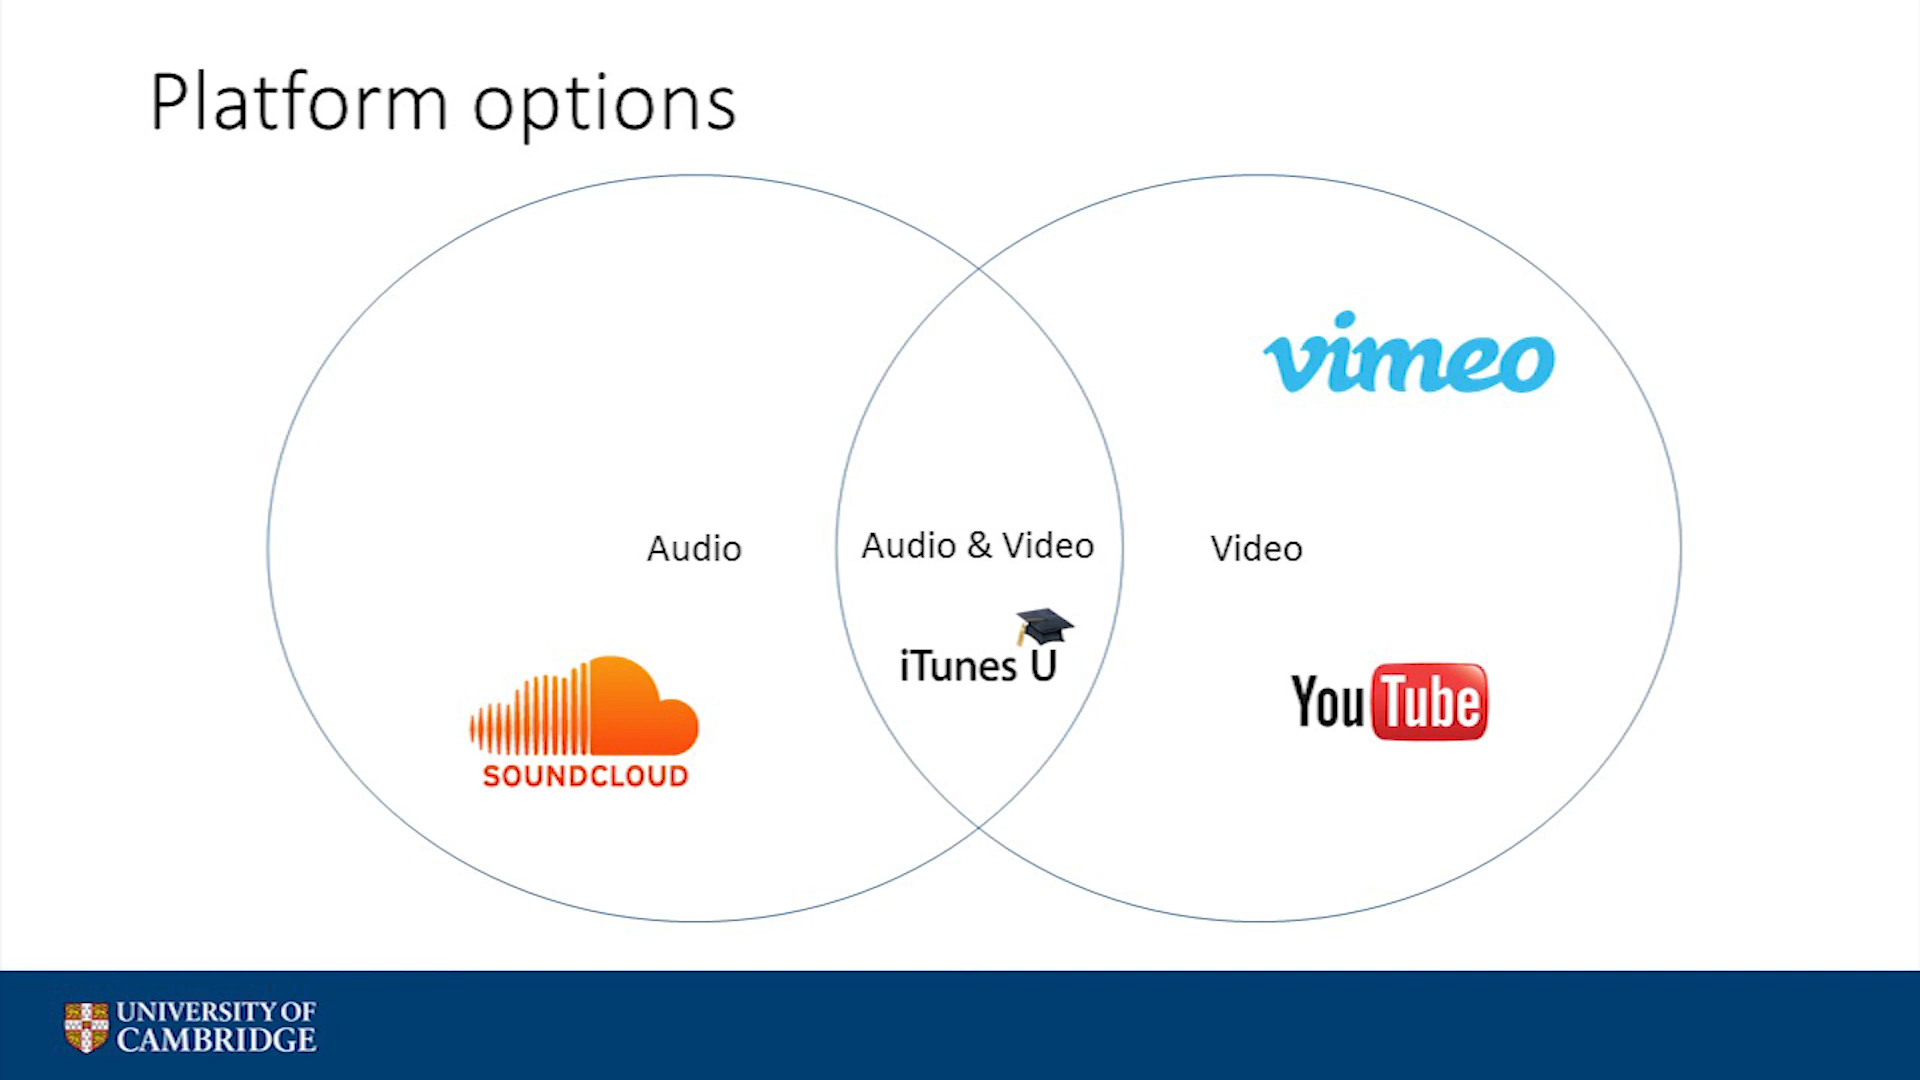 Platform options
vimeo
Audio
Audio & Video
Video
iTunes U
YouTube
SOUNDCLOUD
UNIVERSITY OF
CAMBRIDGE